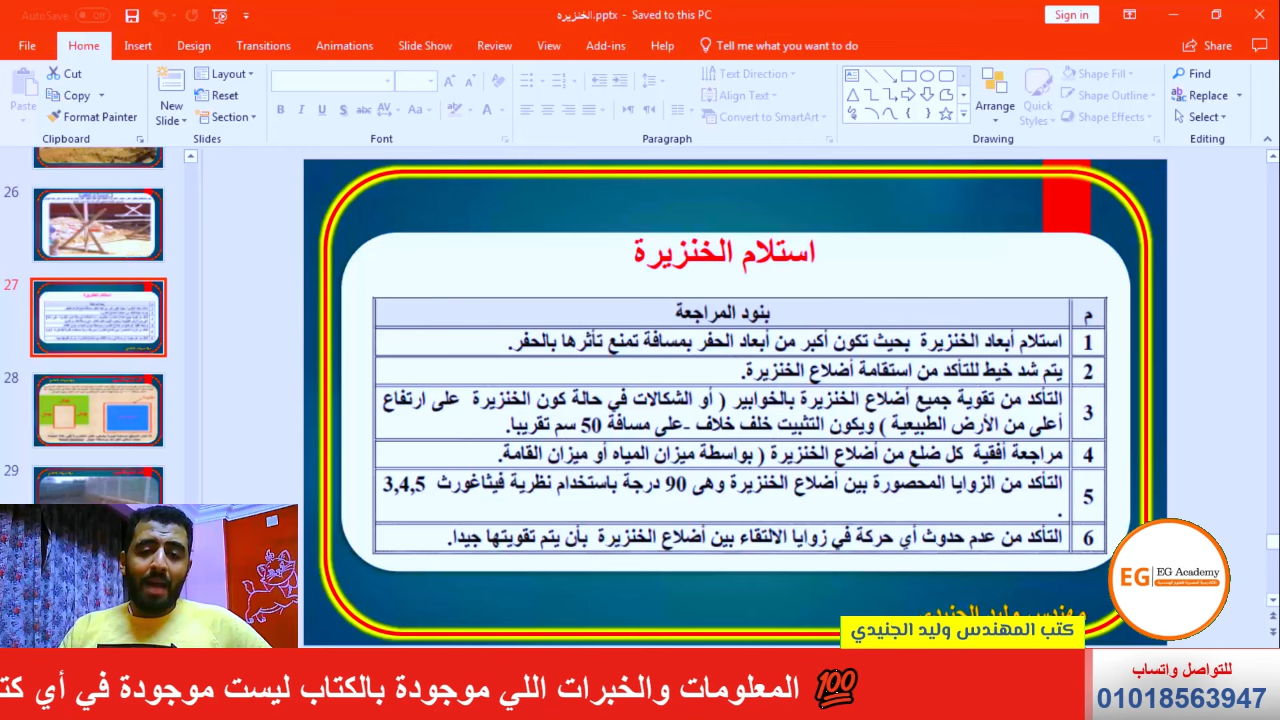 AutoSave Off
الخنزيره.pptx - Saved to this PC
Sign in
File Home Insert Design Transitions Animations Slide Show Review View Add-ins Help Tell me what you want to do Share
Paste
Cut
Copy
Format Painter
Clipboard
New Slide
Layout
Reset
Section
Slides
B I U S abc AV Aa A
Font
Text Direction
Align Text
Convert to SmartArt
Paragraph
Arrange
Quick Styles
Shape Fill
Shape Outline
Shape Effects
Drawing
Find
Replace
Select
Editing
26
27
28
29
استلام الخنزيرة
م بنود المراجعة
1 استلام أبعاد الخنزيرة بحيث تكون أكبر من أبعاد الحفر بمسافة تمنع تأثرها بالحفر.
2 يتم شد خيط للتأكد من استقامة أضلاع الخنزيرة.
3 التأكد من تقوية جميع أضلاع الخنزيرة بالخوابير ( أو الشكالات في حالة كون الخنزيرة على ارتفاع
أعلى من الأرض الطبيعية ) ويكون التثبيت خلف خلاف -على مسافة 50 سم تقريبا.
4 مراجعة أفقية كل ضلع من أضلاع الخنزيرة ( بواسطة ميزان المياه أو ميزان القامة.
5 التأكد من الزوايا المحصورة بين أضلاع الخنزيرة وهى 90 درجة باستخدام نظرية فيثاغورث 3,4,5
.
6 التأكد من عدم حدوث أي حركة في زوايا الالتقاء بين أضلاع الخنزيرة بأن يتم تقويتها جيدا.
مهندس وليد الجنيدي
EG EG Academy
كتب المهندس وليد الجنيدي
💯 المعلومات والخبرات اللي موجودة بالكتاب ليست موجودة في أي كت
للتواصل واتساب
01018563947